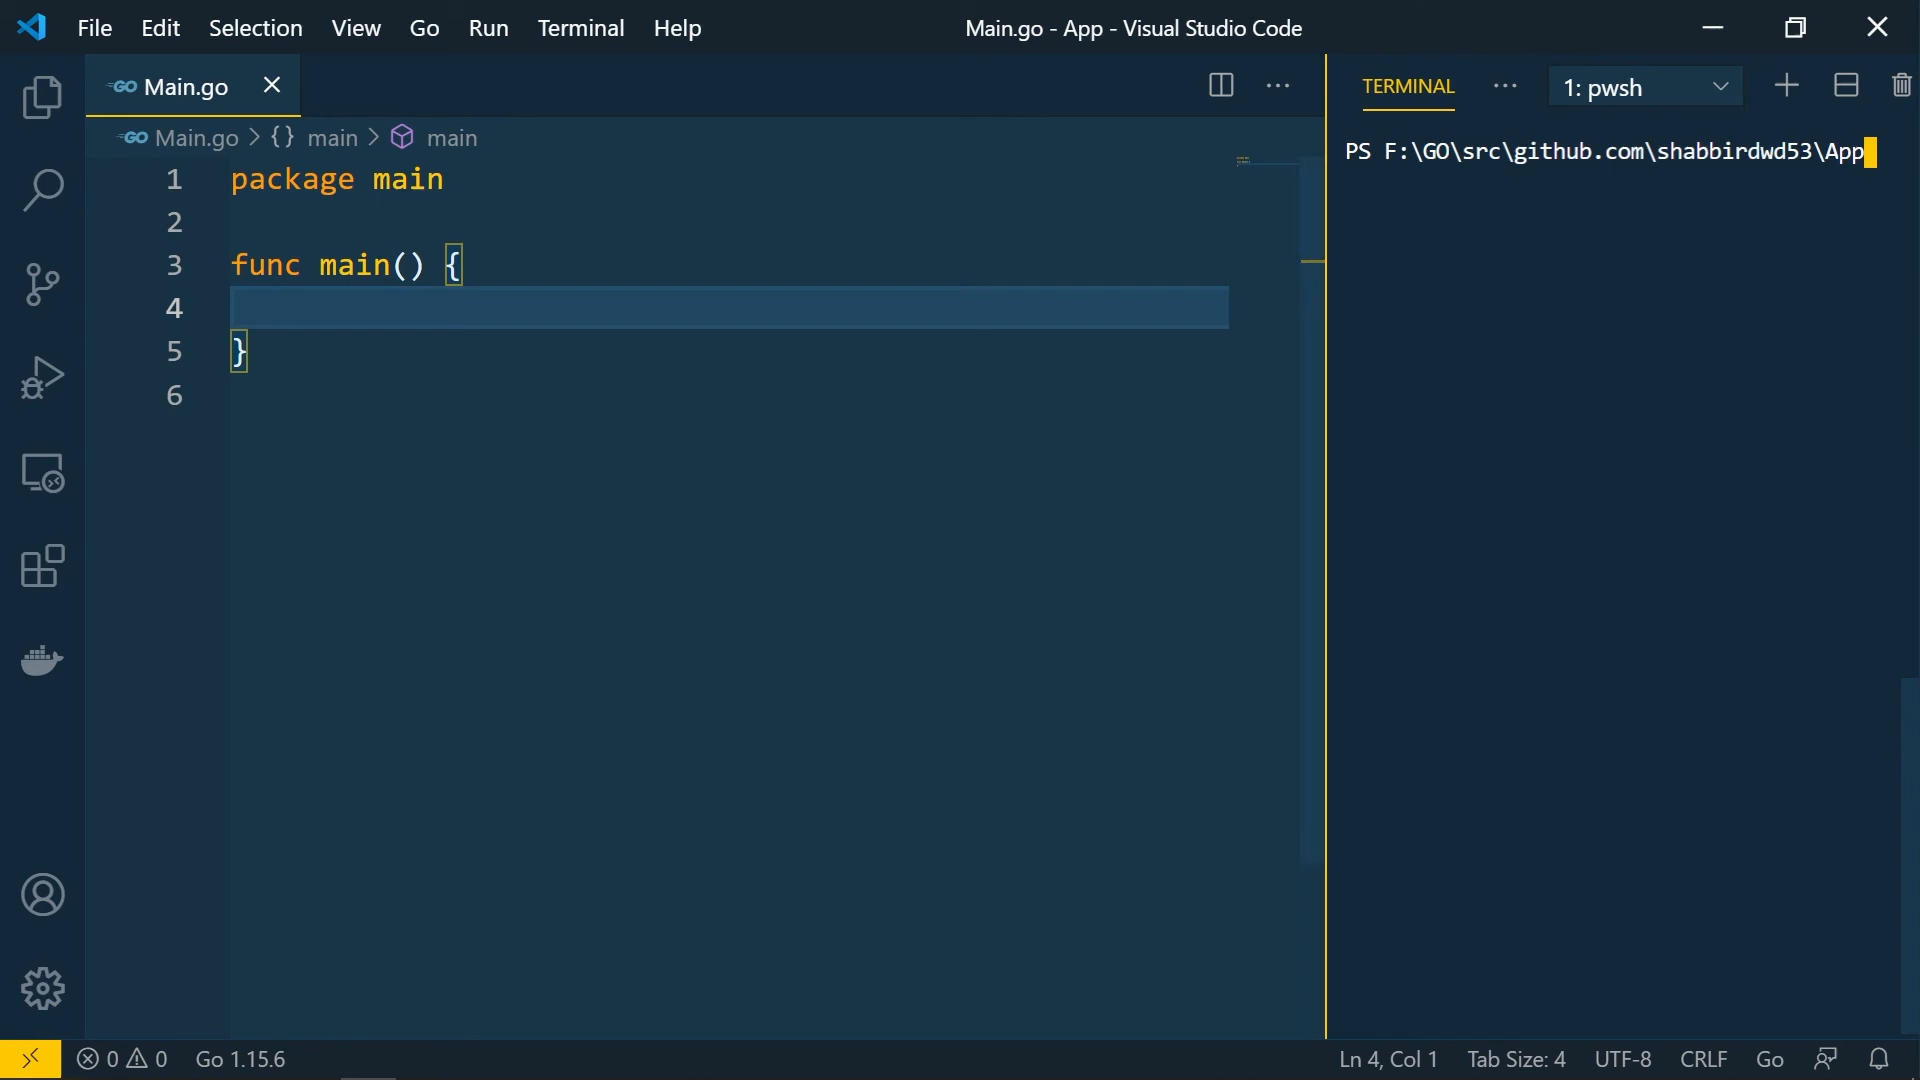 File Edit Selection View Go Run Terminal Help Main.go - App - Visual Studio Code
GO Main.go
GO Main.go > {} main > main
1 package main
2
3 func main() {
4
5 }
6
TERMINAL ··· 1: pwsh
PS F:\GO\src\github.com\shabbirdwd53\App
0 0 Go 1.15.6 Ln 4, Col 1 Tab Size: 4 UTF-8 CRLF Go